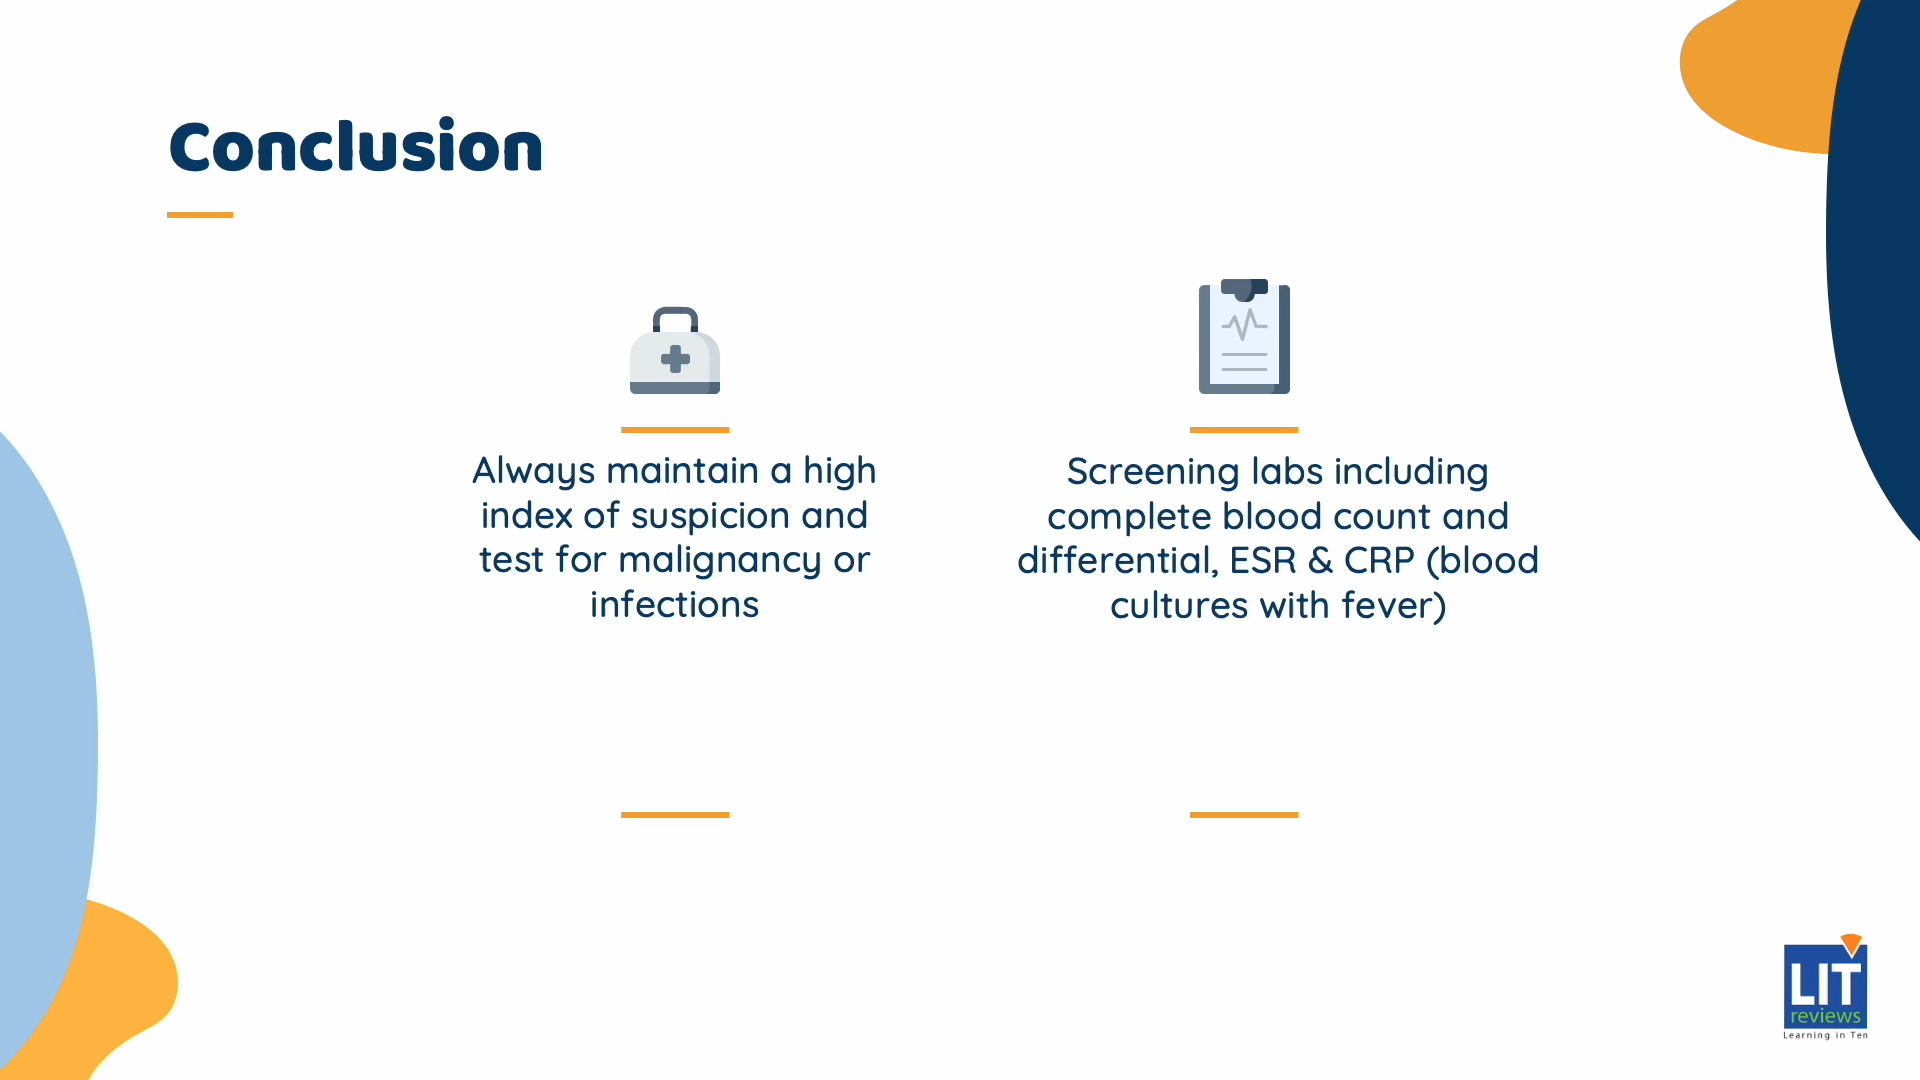 Conclusion
Always maintain a high
index of suspicion and
test for malignancy or
infections
Screening labs including
complete blood count and
differential, ESR & CRP (blood
cultures with fever)
LIT
reviews
Learning in Ten